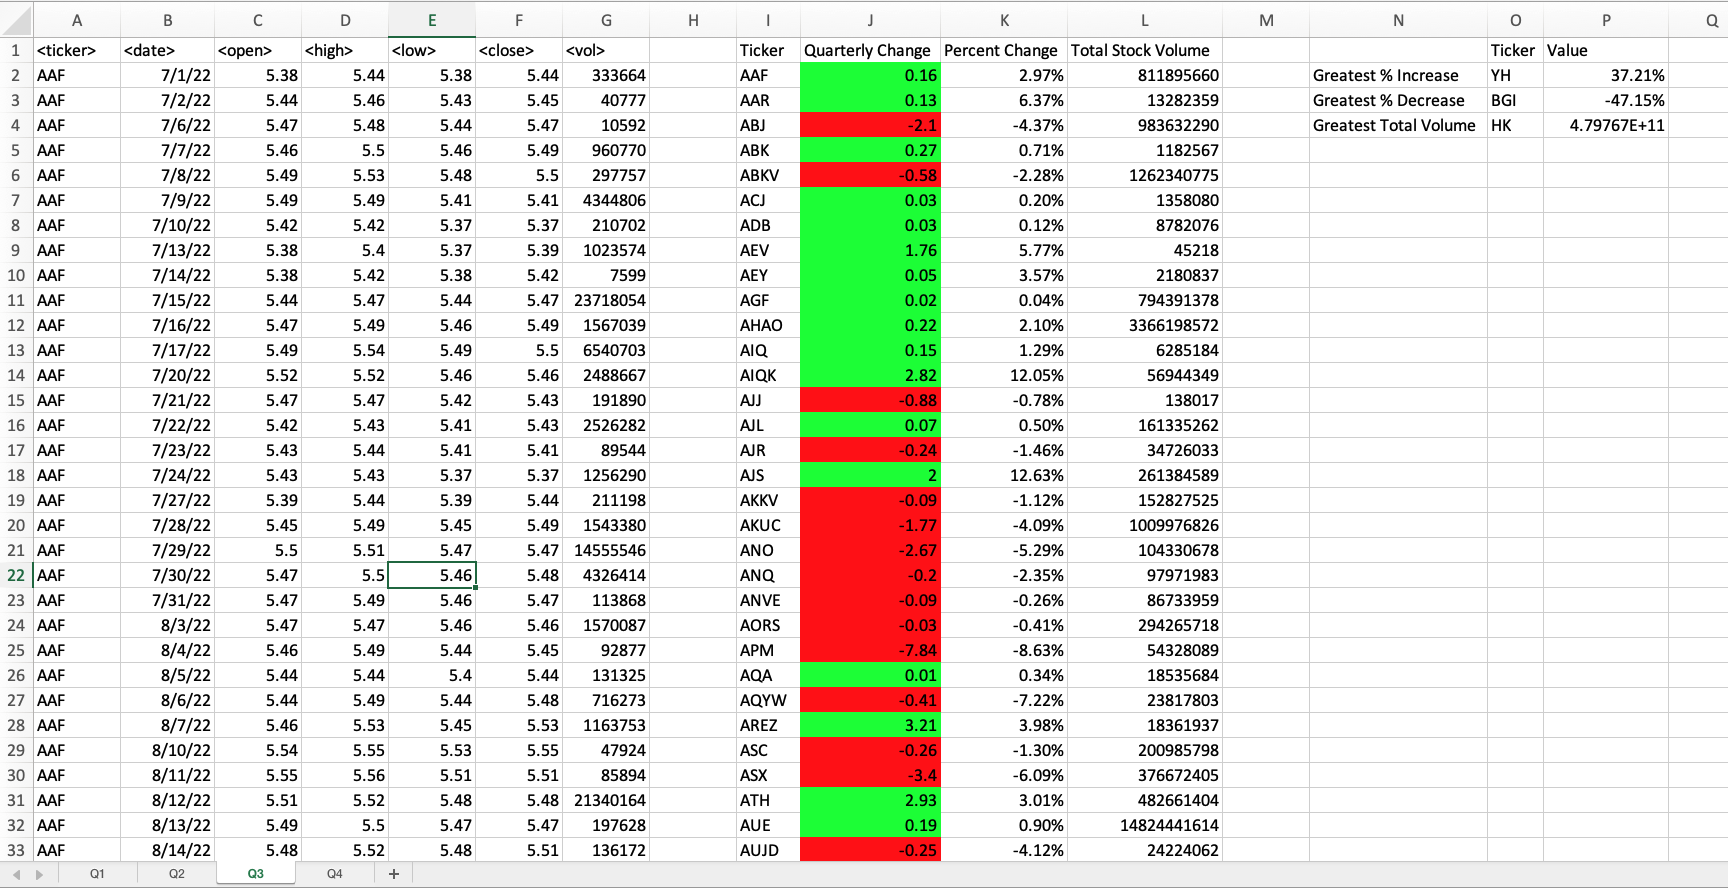 A B C D E F G H I J K L M N O P Q
1 <ticker> <date> <open> <high> <low> <close> <vol> Ticker Quarterly Change Percent Change Total Stock Volume Ticker Value
2 AAF 7/1/22 5.38 5.44 5.38 5.44 333664 AAF 0.16 2.97% 811895660 Greatest % Increase YH 37.21%
3 AAF 7/2/22 5.44 5.46 5.43 5.45 40777 AAR 0.13 6.37% 13282359 Greatest % Decrease BGI -47.15%
4 AAF 7/6/22 5.47 5.48 5.44 5.47 10592 ABJ -2.1 -4.37% 983632290 Greatest Total Volume HK 4.79767E+11
5 AAF 7/7/22 5.46 5.5 5.46 5.49 960770 ABK 0.27 0.71% 1182567
6 AAF 7/8/22 5.49 5.53 5.48 5.5 297757 ABKV -0.58 -2.28% 1262340775
7 AAF 7/9/22 5.49 5.49 5.41 5.41 4344806 ACJ 0.03 0.20% 1358080
8 AAF 7/10/22 5.42 5.42 5.37 5.37 210702 ADB 0.03 0.12% 8782076
9 AAF 7/13/22 5.38 5.4 5.37 5.39 1023574 AEV 1.76 5.77% 45218
10 AAF 7/14/22 5.38 5.42 5.38 5.42 7599 AEY 0.05 3.57% 2180837
11 AAF 7/15/22 5.44 5.47 5.44 5.47 23718054 AGF 0.02 0.04% 794391378
12 AAF 7/16/22 5.47 5.49 5.46 5.49 1567039 AHAO 0.22 2.10% 3366198572
13 AAF 7/17/22 5.49 5.54 5.49 5.5 6540703 AIQ 0.15 1.29% 6285184
14 AAF 7/20/22 5.52 5.52 5.46 5.46 2488667 AIQK 2.82 12.05% 56944349
15 AAF 7/21/22 5.47 5.47 5.42 5.43 191890 AJJ -0.88 -0.78% 138017
16 AAF 7/22/22 5.42 5.43 5.41 5.43 2526282 AJL 0.07 0.50% 161335262
17 AAF 7/23/22 5.43 5.44 5.41 5.41 89544 AJR -0.24 -1.46% 34726033
18 AAF 7/24/22 5.43 5.43 5.37 5.37 1256290 AJS 2 12.63% 261384589
19 AAF 7/27/22 5.39 5.44 5.39 5.44 211198 AKKV -0.09 -1.12% 152827525
20 AAF 7/28/22 5.45 5.49 5.45 5.49 1543380 AKUC -1.77 -4.09% 1009976826
21 AAF 7/29/22 5.5 5.51 5.47 5.47 14555546 ANO -2.67 -5.29% 104330678
22 AAF 7/30/22 5.47 5.5 5.46 5.48 4326414 ANQ -0.2 -2.35% 97971983
23 AAF 7/31/22 5.47 5.49 5.46 5.47 113868 ANVE -0.09 -0.26% 86733959
24 AAF 8/3/22 5.47 5.47 5.46 5.46 1570087 AORS -0.03 -0.41% 294265718
25 AAF 8/4/22 5.46 5.49 5.44 5.45 92877 APM -7.84 -8.63% 54328089
26 AAF 8/5/22 5.44 5.44 5.4 5.44 131325 AQA 0.01 0.34% 18535684
27 AAF 8/6/22 5.44 5.49 5.44 5.48 716273 AQYW -0.41 -7.22% 23817803
28 AAF 8/7/22 5.46 5.53 5.45 5.53 1163753 AREZ 3.21 3.98% 18361937
29 AAF 8/10/22 5.54 5.55 5.53 5.55 47924 ASC -0.26 -1.30% 200985798
30 AAF 8/11/22 5.55 5.56 5.51 5.51 85894 ASX -3.4 -6.09% 376672405
31 AAF 8/12/22 5.51 5.52 5.48 5.48 21340164 ATH 2.93 3.01% 482661404
32 AAF 8/13/22 5.49 5.5 5.47 5.47 197628 AUE 0.19 0.90% 14824441614
33 AAF 8/14/22 5.48 5.52 5.48 5.51 136172 AUJD -0.25 -4.12% 24224062
Q1 Q2 Q3 Q4 +